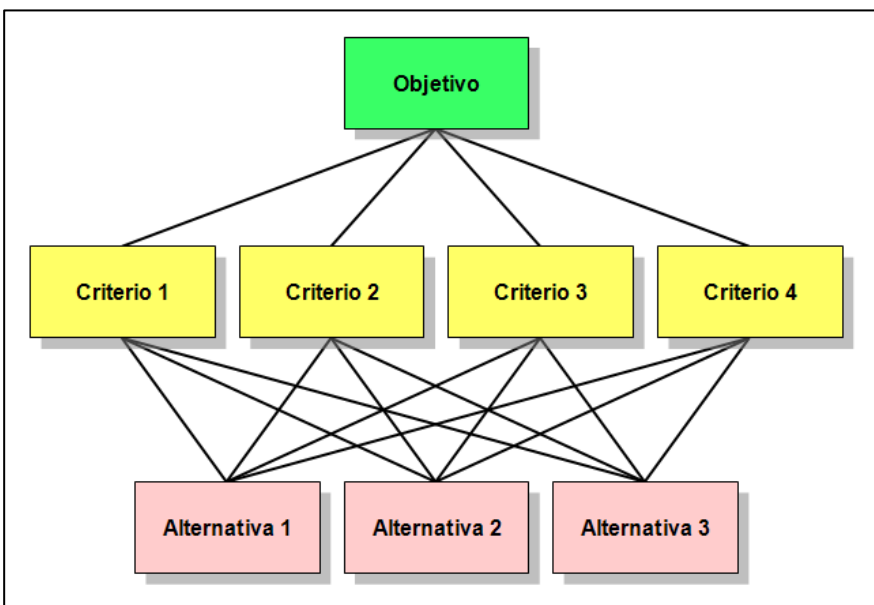 Objetivo
Criterio 1
Criterio 2
Criterio 3
Criterio 4
Alternativa 1
Alternativa 2
Alternativa 3